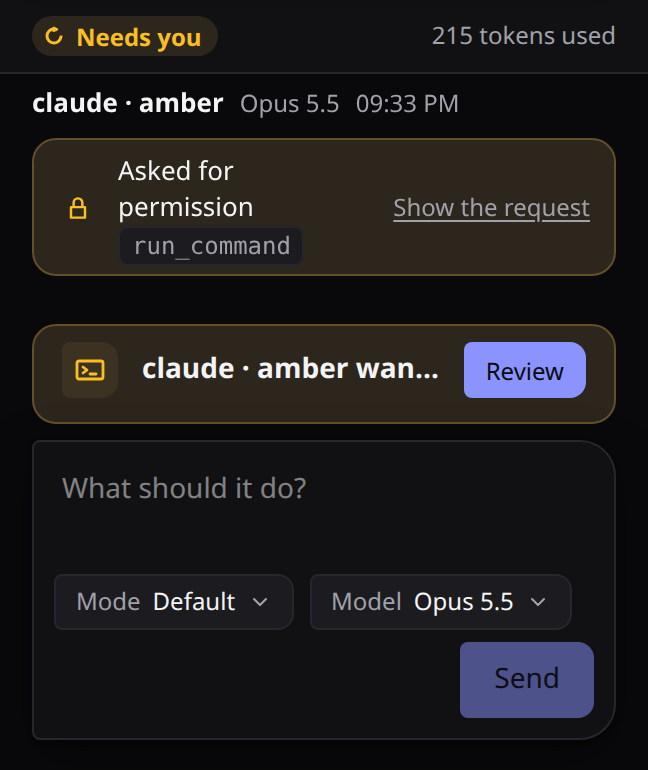 Needs you
215 tokens used
claude · amber Opus 5.5 09:33 PM
Asked for
permission
Show the request
run_command
claude · amber wan...
Review
What should it do?
Mode Default
Model Opus 5.5
Send